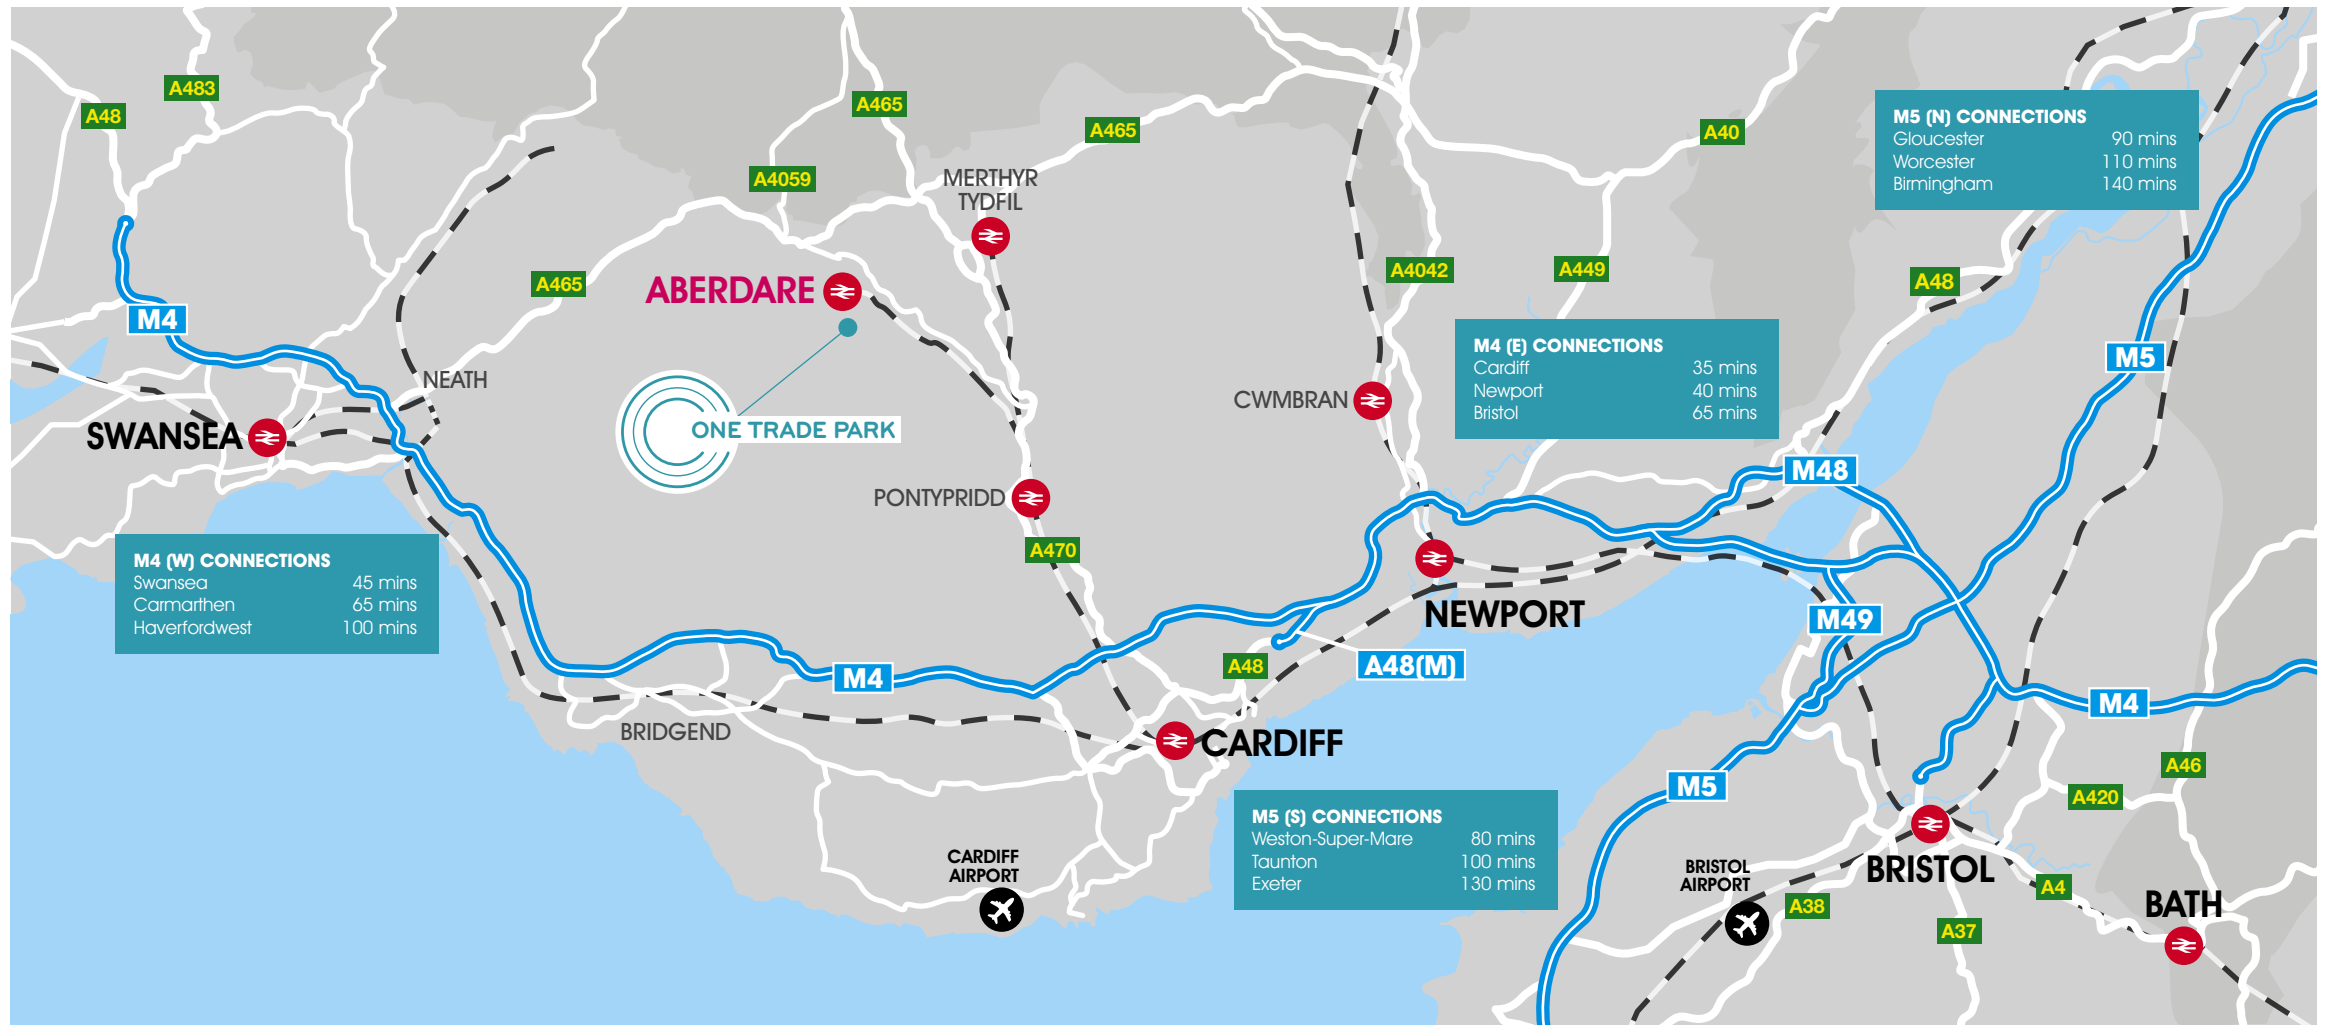 A483
A48
A465
A465
A40
M5 (N) CONNECTIONS
Gloucester 90 mins
Worcester 110 mins
Birmingham 140 mins
A4059
MERTHYR
TYDFIL
A465
ABERDARE
A4042
A449
A48
M4
M4 (E) CONNECTIONS
Cardiff 35 mins
Newport 40 mins
Bristol 65 mins
M5
NEATH
CWMBRAN
SWANSEA
ONE TRADE PARK
M48
PONTYPRIDD
A470
M4 (W) CONNECTIONS
Swansea 45 mins
Carmarthen 65 mins
Haverfordwest 100 mins
NEWPORT
M49
A48
A48(M)
M4
M4
BRIDGEND
CARDIFF
A46
M5
A420
M5 (S) CONNECTIONS
Weston-Super-Mare 80 mins
Taunton 100 mins
Exeter 130 mins
CARDIFF
AIRPORT
BRISTOL
AIRPORT
BRISTOL
A4
A38
BATH
A37